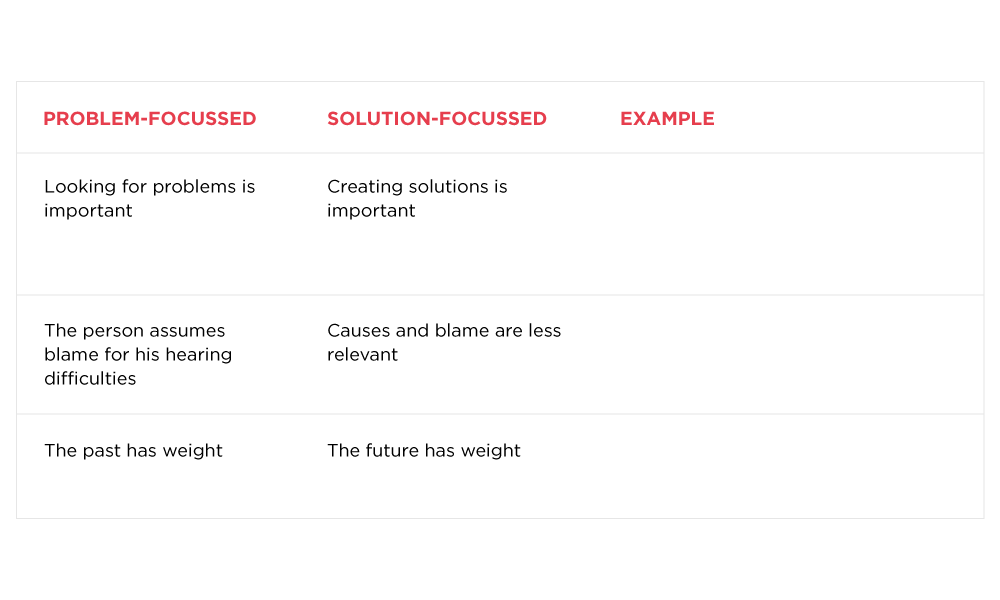 PROBLEM-FOCUSSED SOLUTION-FOCUSSED EXAMPLE
Looking for problems is
important
Creating solutions is
important
The person assumes
blame for his hearing
difficulties
Causes and blame are less
relevant
The past has weight
The future has weight